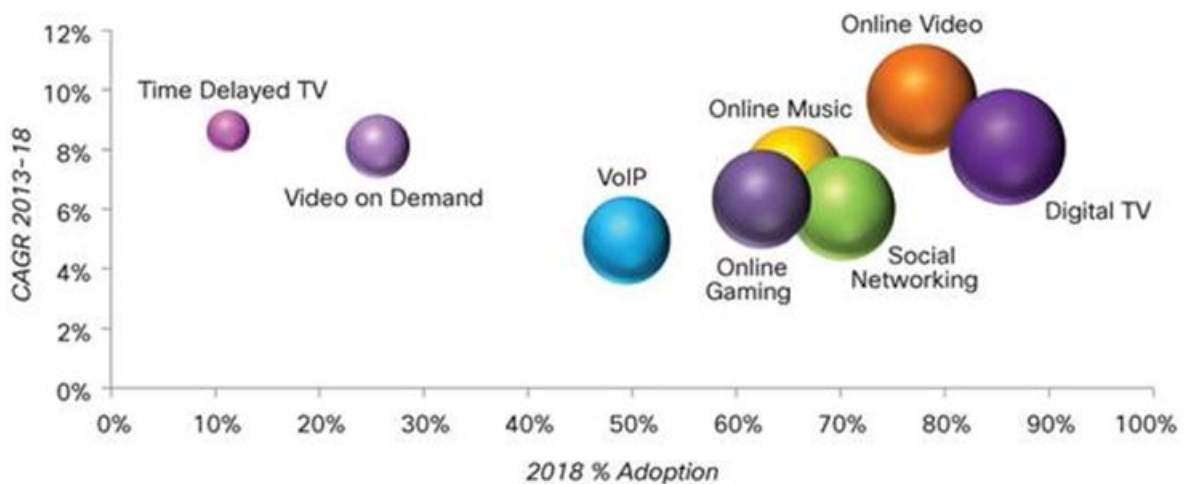 12%
10%
8%
6%
4%
2%
0%
CAGR 2013-18
Time Delayed TV
Video on Demand
VoIP
Online Music
Online
Gaming
Social
Networking
Online Video
Digital TV
0%
10%
20%
30%
40%
50%
60%
70%
80%
90%
100%
2018 % Adoption